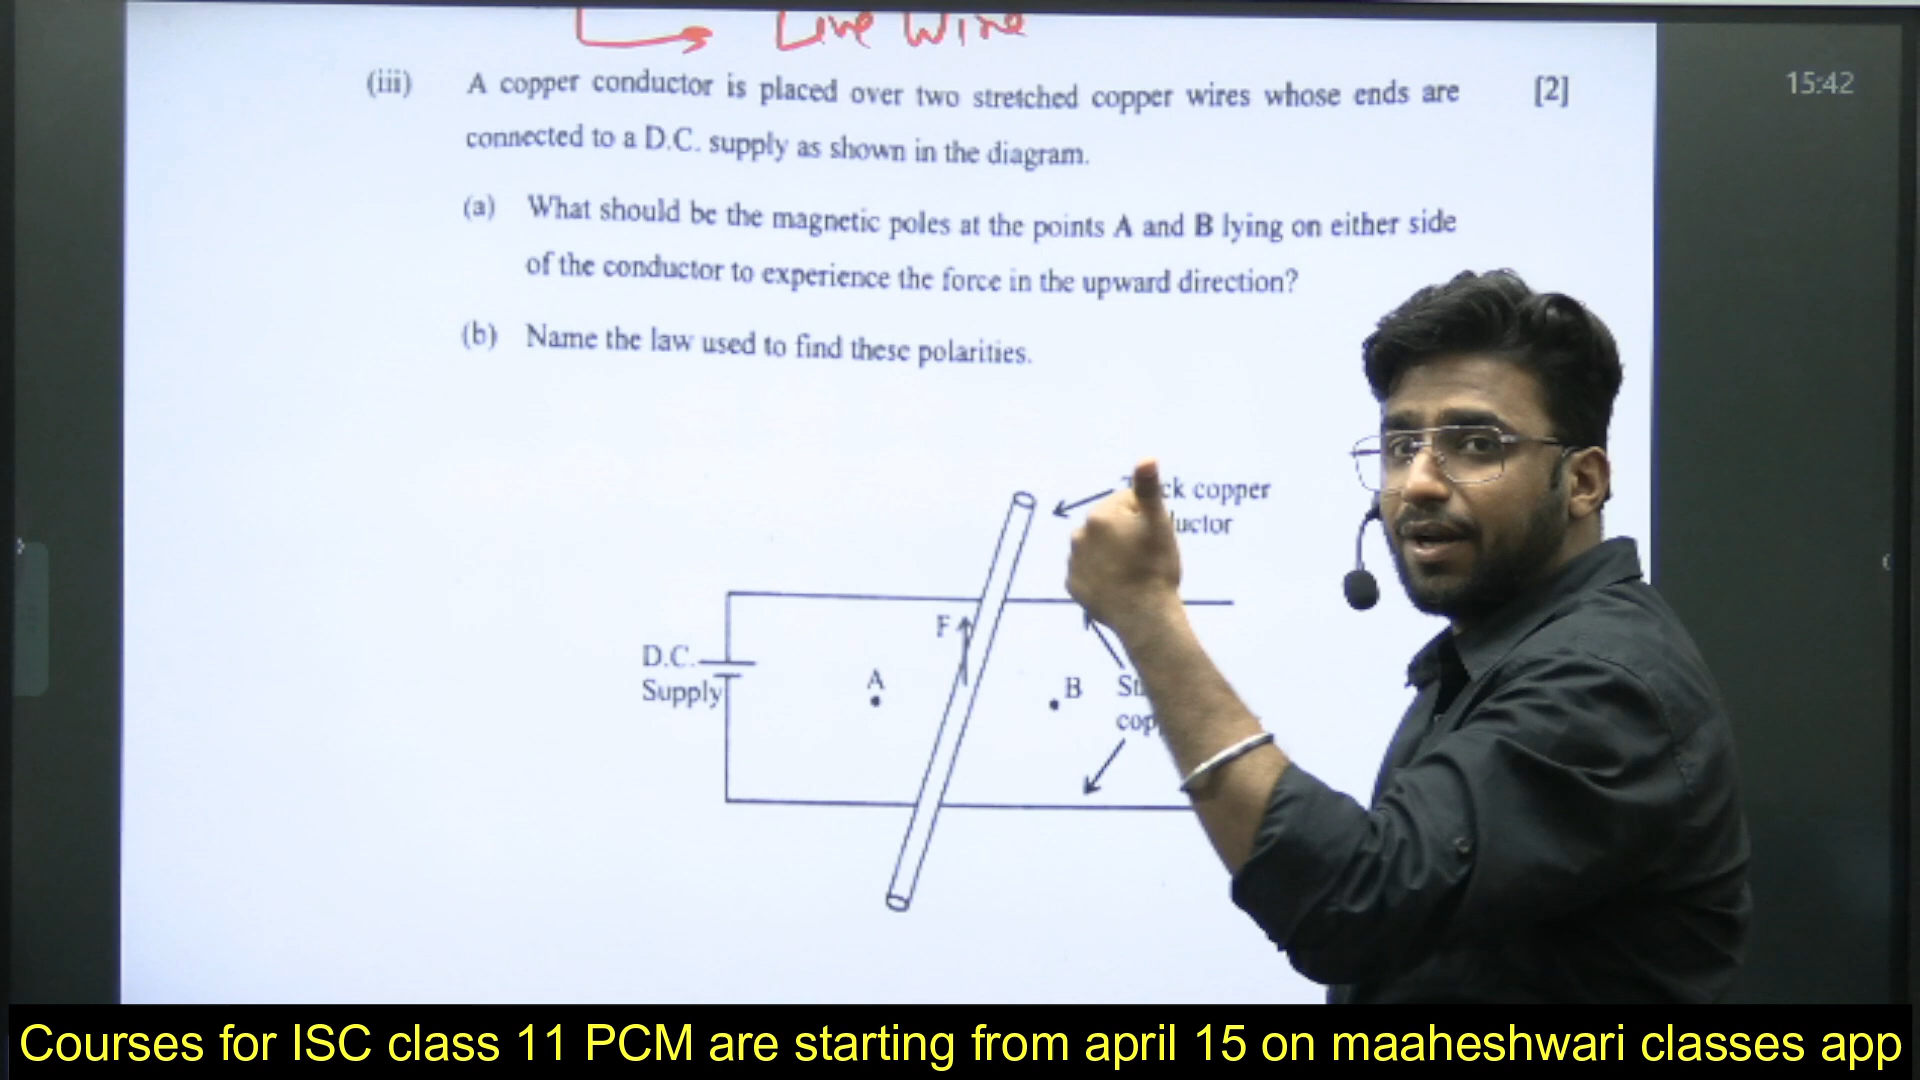 Live Wire
(iii) A copper conductor is placed over two stretched copper wires whose ends are [2]
connected to a D.C. supply as shown in the diagram.
(a) What should be the magnetic poles at the points A and B lying on either side
of the conductor to experience the force in the upward direction?
(b) Name the law used to find these polarities.
15:42
copper
F
D.C.
Supply
A
B
Courses for ISC class 11 PCM are starting from april 15 on maaheshwari classes app